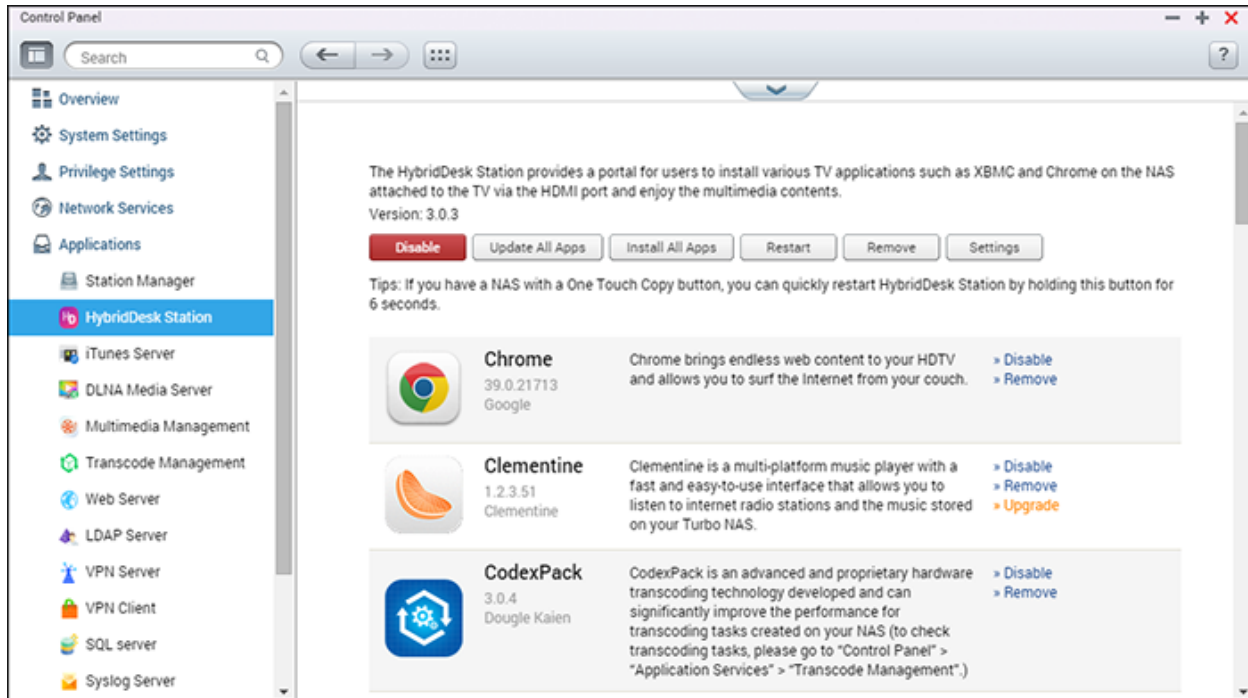 Control Panel
Search
?
Overview
System Settings
Privilege Settings
Network Services
Applications
Station Manager
HybridDesk Station
iTunes Server
DLNA Media Server
Multimedia Management
Transcode Management
Web Server
LDAP Server
VPN Server
VPN Client
SQL server
Syslog Server
The HybridDesk Station provides a portal for users to install various TV applications such as XBMC and Chrome on the NAS
attached to the TV via the HDMI port and enjoy the multimedia contents.
Version: 3.0.3
Disable Update All Apps Install All Apps Restart Remove Settings
Tips: If you have a NAS with a One Touch Copy button, you can quickly restart HybridDesk Station by holding this button for
6 seconds.
Chrome
39.0.21713
Google
Chrome brings endless web content to your HDTV
and allows you to surf the Internet from your couch.
» Disable
» Remove
Clementine
1.2.3.51
Clementine
Clementine is a multi-platform music player with a
fast and easy-to-use interface that allows you to
listen to internet radio stations and the music stored
on your Turbo NAS.
» Disable
» Remove
» Upgrade
CodexPack
3.0.4
Dougle Kaien
CodexPack is an advanced and proprietary hardware
transcoding technology developed and can
significantly improve the performance for
transcoding tasks created on your NAS (to check
transcoding tasks, please go to "Control Panel" >
"Application Services" > "Transcode Management".)
» Disable
» Remove